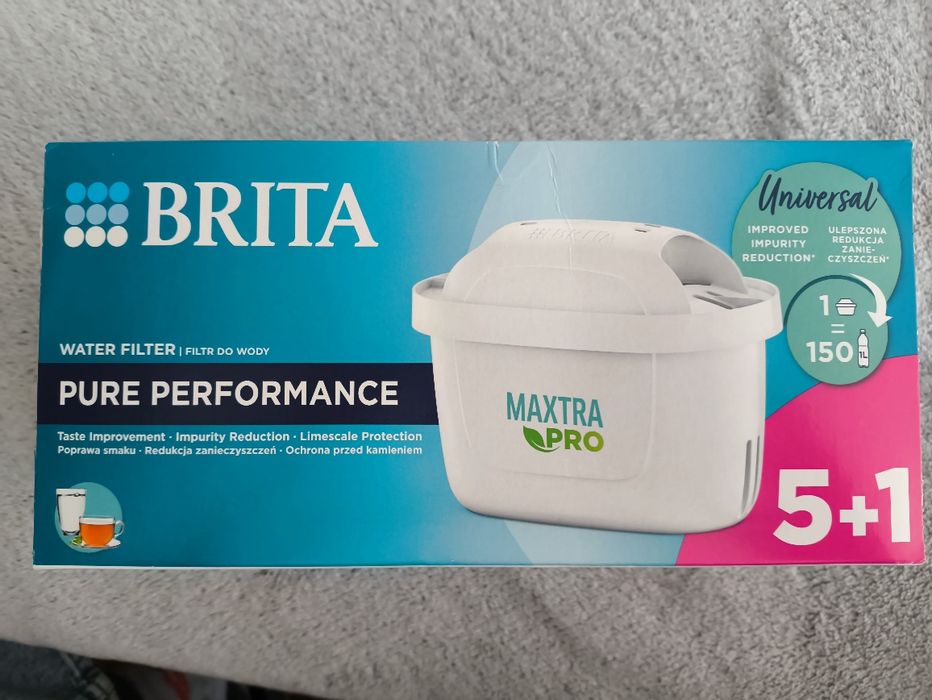 BRITA
WATER FILTER | FILTR DO WODY
PURE PERFORMANCE
Taste Improvement · Impurity Reduction · Limescale Protection
Poprawa smaku · Redukcja zanieczyszczeń · Ochrona przed kamieniem
BRITA
MAXTRA
PRO
Universal
IMPROVED
IMPURITY
REDUCTION*
ULEPSZONA
REDUKCJA
ZANIE-
CZYSZCZEŃ*
1
=
150
1L
5+1